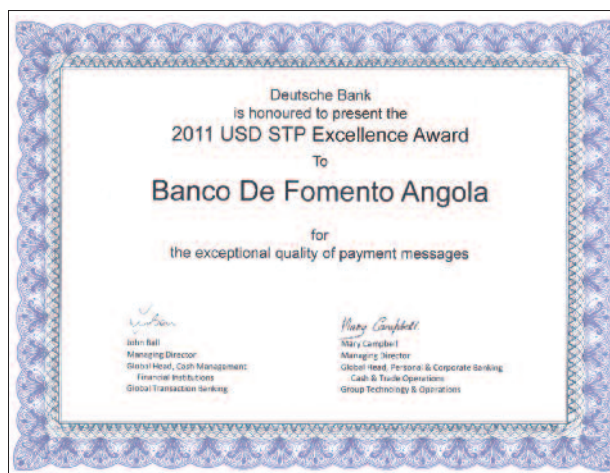 Deutsche Bank
is honoured to present the
2011 USD STP Excellence Award
To
Banco De Fomento Angola
for
the exceptional quality of payment messages
John Ball
Managing Director
Global Head, Cash Management
Financial Institutions
Global Transaction Banking
Mary Campbell
Mary Campbell
Managing Director
Global Head, Personal & Corporate Banking
Cash & Trade Operations
Group Technology & Operations